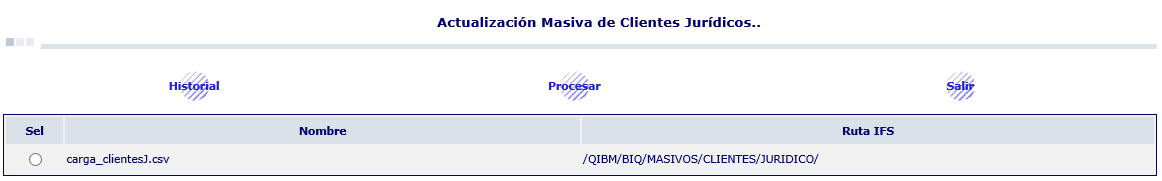 Actualización Masiva de Clientes Jurídicos..
Historial Procesar Salir
Sel Nombre Ruta IFS
carga_clientesJ.csv /QIBM/BIQ/MASIVOS/CLIENTES/JURIDICO/